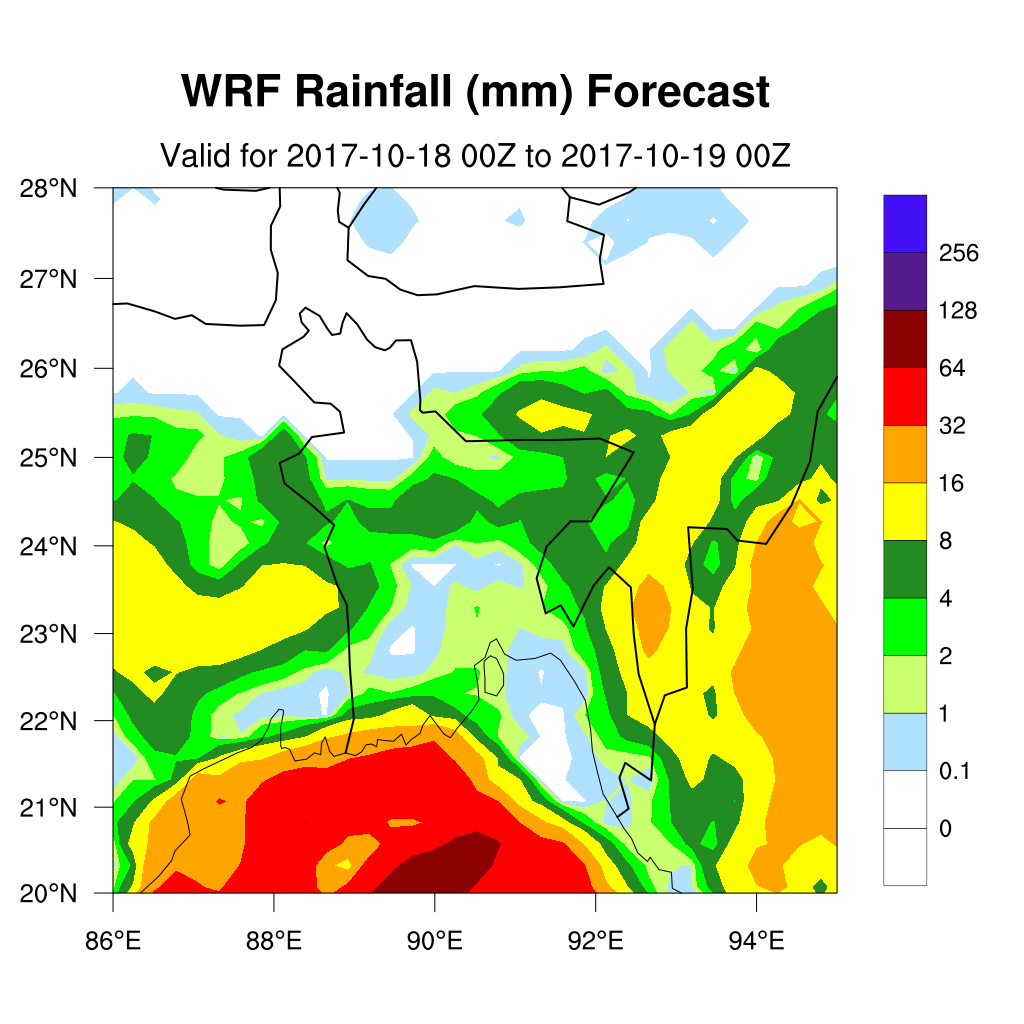 WRF Rainfall (mm) Forecast
Valid for 2017-10-18 00Z to 2017-10-19 00Z
28°N
27°N
26°N
25°N
24°N
23°N
22°N
21°N
20°N
86°E
88°E
90°E
92°E
94°E
256
128
64
32
16
8
4
2
1
0.1
0